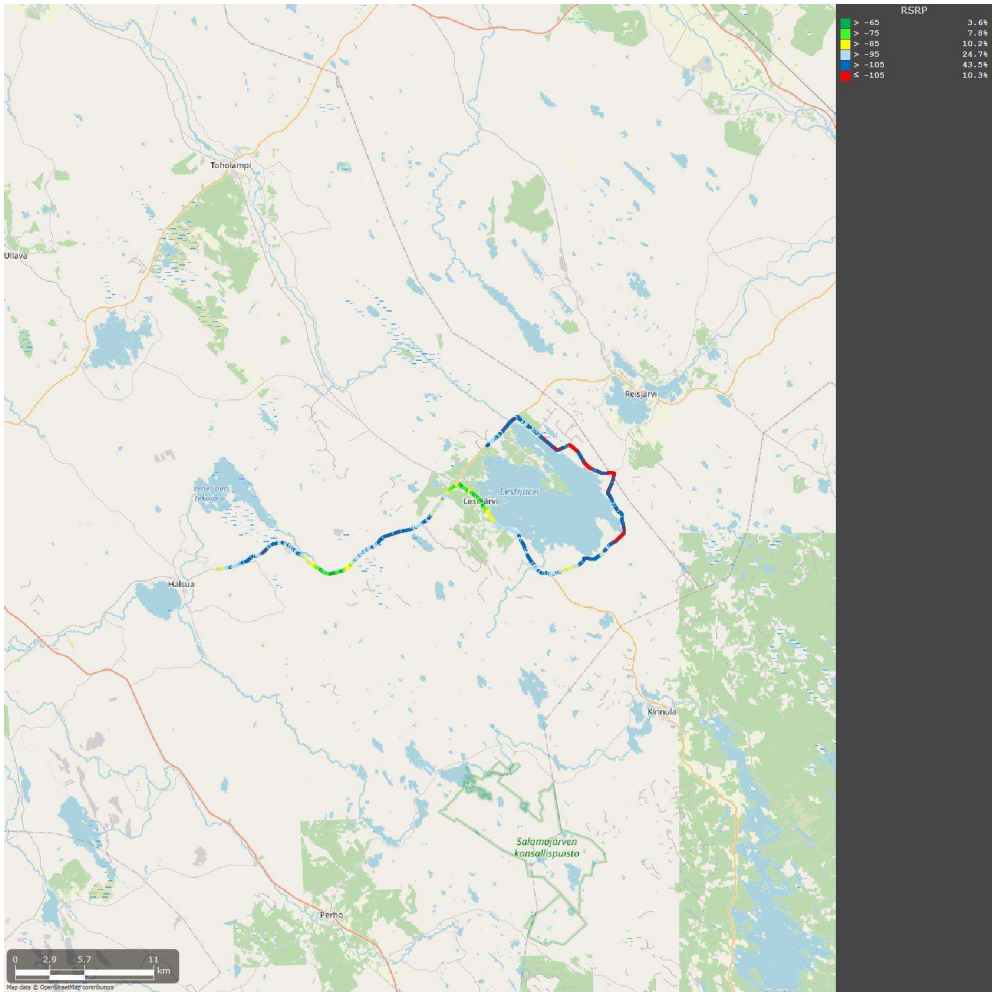 RSRP
> -65 3.6%
> -75 7.8%
> -85 10.2%
> -95 24.7%
> -105 43.5%
≤ -105 10.3%
Toholampi
Ullava
Reisjärvi
Lestijärvi
Lestijärvi
Venetjoen
tekojärvi
Halsua
Kinnula
Salamajärven
kansallispuisto
Perho
0 2.9 5.7 11
km
Map data © OpenStreetMap contributors